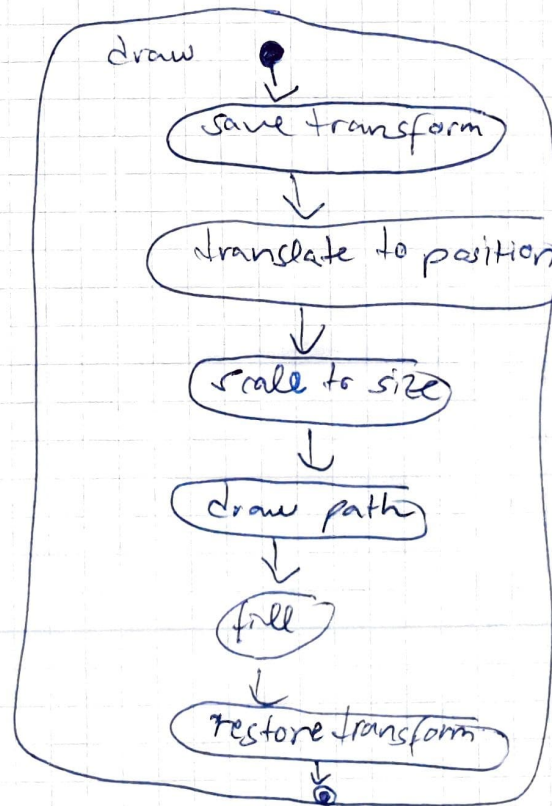 draw
save transform
translate to position
scale to size
draw path
fill
restore transform